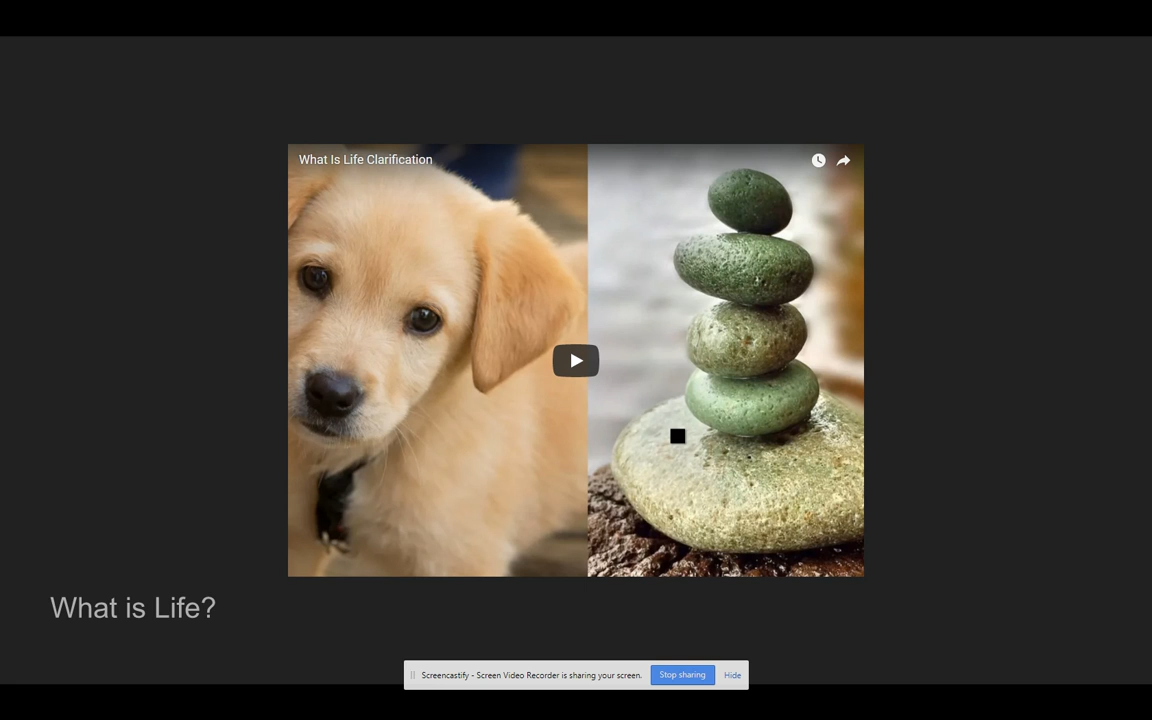 What Is Life Clarification
What is Life?
Screencastify - Screen Video Recorder is sharing your screen. Stop sharing Hide